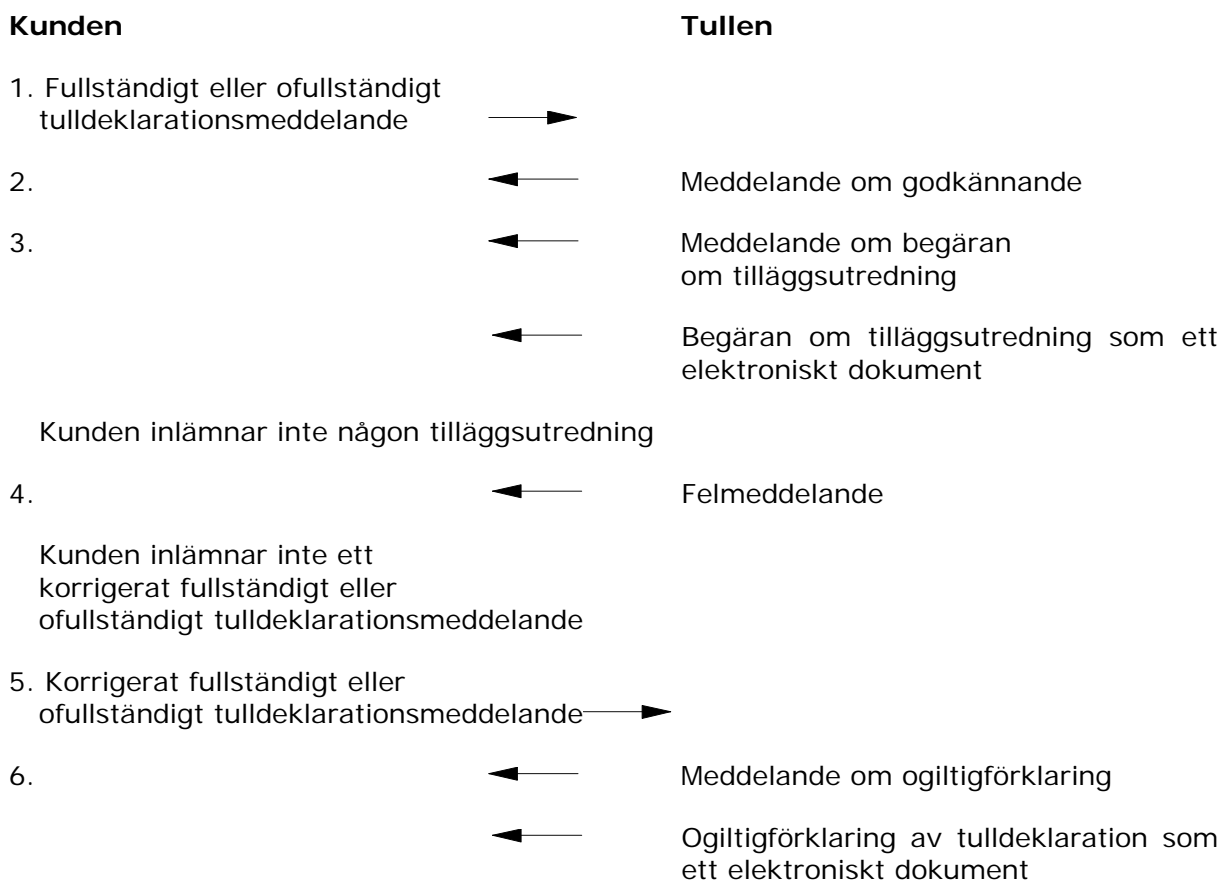 Kunden Tullen
1. Fullständigt eller ofullständigt
tulldeklarationsmeddelande
2. Meddelande om godkännande
3. Meddelande om begäran
om tilläggsutredning
Begäran om tilläggsutredning som ett
elektroniskt dokument
Kunden inlämnar inte någon tilläggsutredning
4. Felmeddelande
Kunden inlämnar inte ett
korrigerat fullständigt eller
ofullständigt tulldeklarationsmeddelande
5. Korrigerat fullständigt eller
ofullständigt tulldeklarationsmeddelande
6. Meddelande om ogiltigförklaring
Ogiltigförklaring av tulldeklaration som
ett elektroniskt dokument